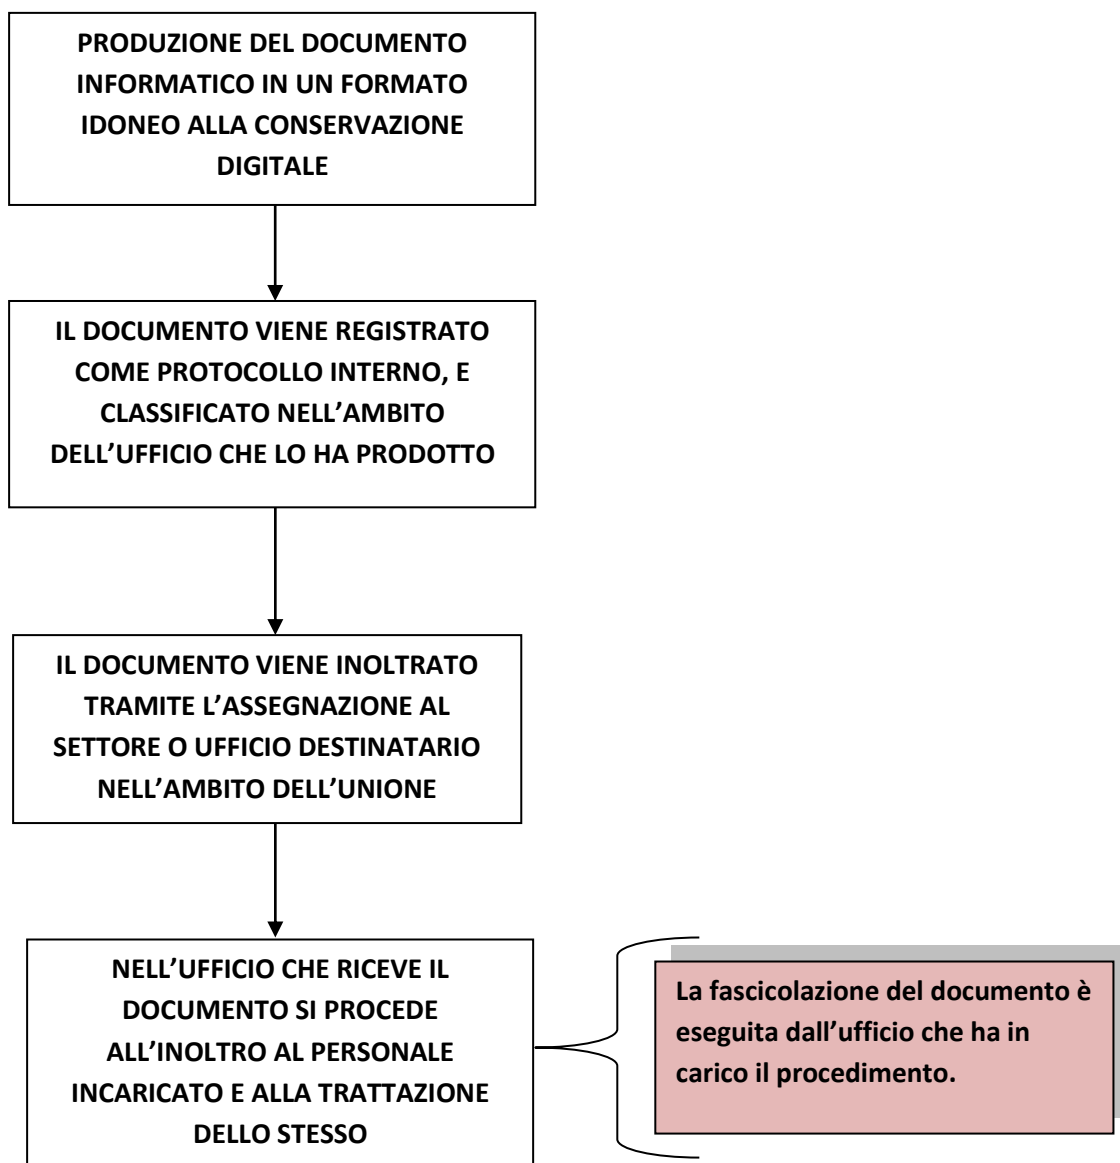 PRODUZIONE DEL DOCUMENTO
INFORMATICO IN UN FORMATO
IDONEO ALLA CONSERVAZIONE
DIGITALE
IL DOCUMENTO VIENE REGISTRATO
COME PROTOCOLLO INTERNO, E
CLASSIFICATO NELL’AMBITO
DELL’UFFICIO CHE LO HA PRODOTTO
IL DOCUMENTO VIENE INOLTRATO
TRAMITE L’ASSEGNAZIONE AL
SETTORE O UFFICIO DESTINATARIO
NELL’AMBITO DELL’UNIONE
NELL’UFFICIO CHE RICEVE IL
DOCUMENTO SI PROCEDE
ALL’INOLTRO AL PERSONALE
INCARICATO E ALLA TRATTAZIONE
DELLO STESSO
La fascicolazione del documento è
eseguita dall’ufficio che ha in
carico il procedimento.